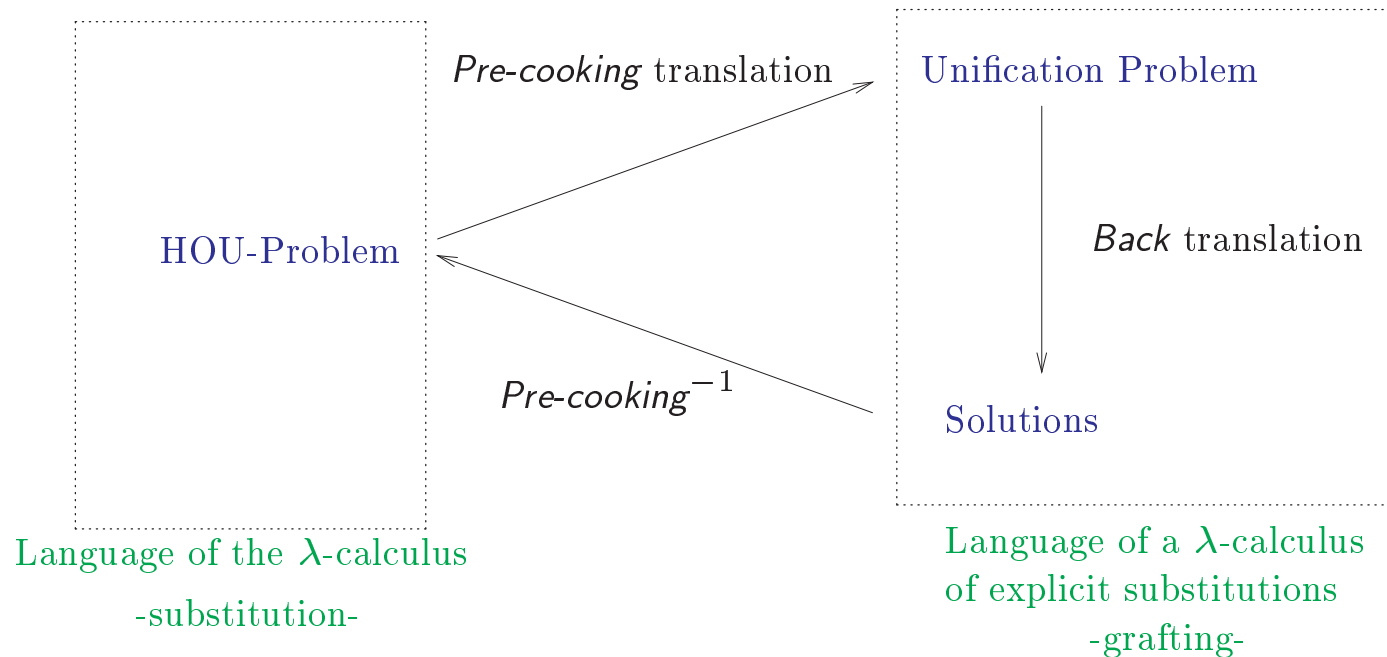 Pre-cooking translation
Unification Problem
HOU-Problem
Back translation
Pre-cooking⁻¹
Solutions
Language of the λ-calculus
-substitution-
Language of a λ-calculus
of explicit substitutions
-grafting-